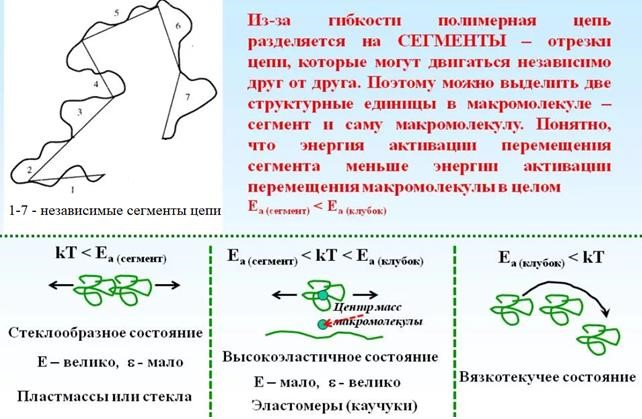 5
6
4
7
3
2
1
1-7 - независимые сегменты цепи
Из-за гибкости полимерная цепь
разделяется на СЕГМЕНТЫ – отрезки
цепи, которые могут двигаться независимо
друг от друга. Поэтому можно выделить две
структурные единицы в макромолекуле –
сегмент и саму макромолекулу. Понятно,
что энергия активации перемещения
сегмента меньше энергии активации
перемещения макромолекулы в целом
Eа (сегмент) < Eа (клубок)
kT < Eа (сегмент)
Стеклообразное состояние
E – велико, ε - мало
Пластмассы или стекла
Eа (сегмент) < kT < Eа (клубок)
Центр масс
макромолекулы
Высокоэластичное состояние
E – мало, ε - велико
Эластомеры (каучуки)
Eа (клубок) < kT
Вязкотекучее состояние